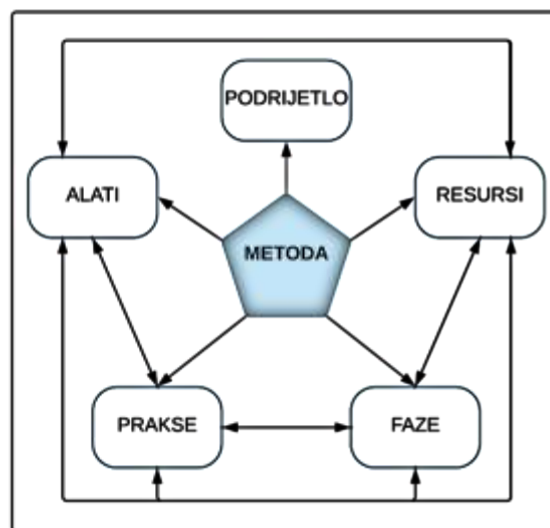 PODRIJETLO
ALATI
RESURSI
METODA
PRAKSE
FAZE